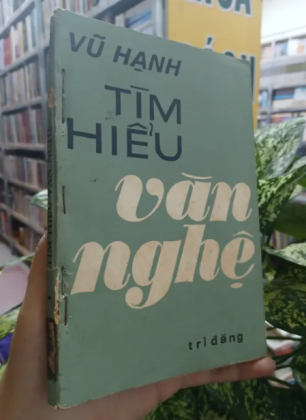 VŨ HẠNH
TÌM
HIỂU
văn
nghệ
trí đăng